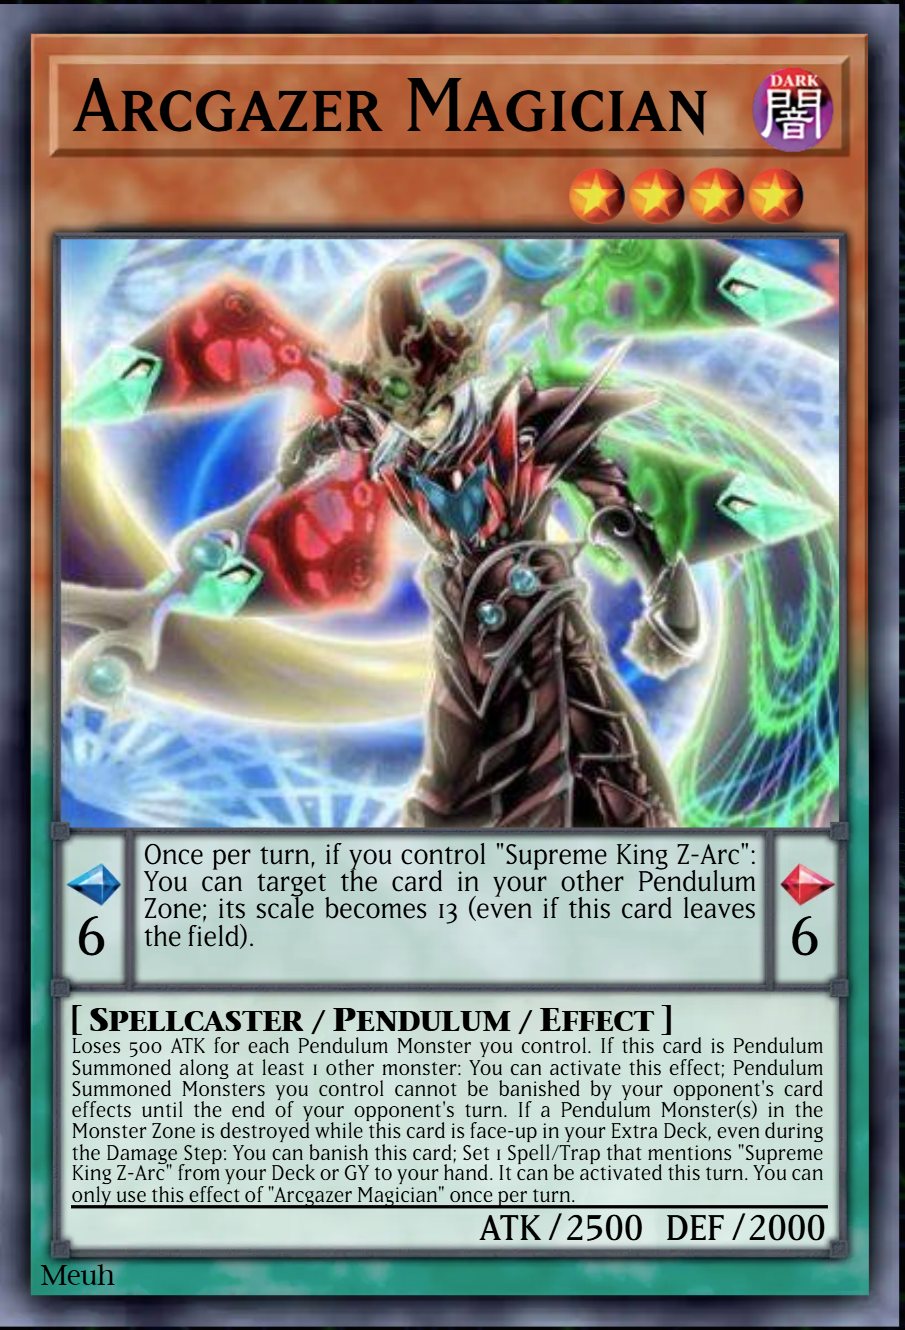 Arcgazer Magician
DARK
闇
Once per turn, if you control "Supreme King Z-Arc":
You can target the card in your other Pendulum
Zone; its scale becomes 13 (even if this card leaves
the field).
6
6
[ Spellcaster / Pendulum / Effect ]
Loses 500 ATK for each Pendulum Monster you control. If this card is Pendulum
Summoned along at least 1 other monster: You can activate this effect; Pendulum
Summoned Monsters you control cannot be banished by your opponent's card
effects until the end of your opponent's turn. If a Pendulum Monster(s) in the
Monster Zone is destroyed while this card is face-up in your Extra Deck, even during
the Damage Step: You can banish this card; Set 1 Spell/Trap that mentions "Supreme
King Z-Arc" from your Deck or GY to your hand. It can be activated this turn. You can
only use this effect of "Arcgazer Magician" once per turn.
ATK/2500 DEF/2000
Meuh